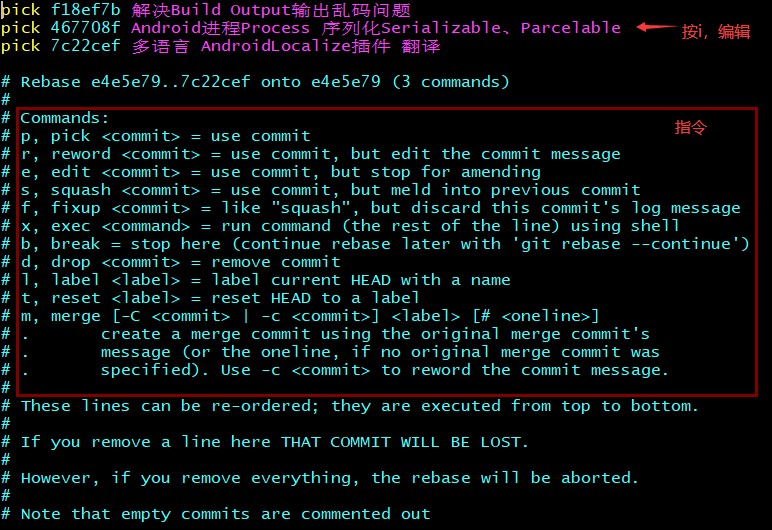 pick f18ef7b 解决Build Output输出乱码问题
pick 467708f Android进程Process 序列化Serializable、Parcelable 按i，编辑
pick 7c22cef 多语言 AndroidLocalize插件 翻译
# Rebase e4e5e79..7c22cef onto e4e5e79 (3 commands)
#
# Commands: 指令
# p, pick <commit> = use commit
# r, reword <commit> = use commit, but edit the commit message
# e, edit <commit> = use commit, but stop for amending
# s, squash <commit> = use commit, but meld into previous commit
# f, fixup <commit> = like "squash", but discard this commit's log message
# x, exec <command> = run command (the rest of the line) using shell
# b, break = stop here (continue rebase later with 'git rebase --continue')
# d, drop <commit> = remove commit
# l, label <label> = label current HEAD with a name
# t, reset <label> = reset HEAD to a label
# m, merge [-C <commit> | -c <commit>] <label> [# <oneline>]
# .       create a merge commit using the original merge commit's
# .       message (or the oneline, if no original merge commit was
# .       specified). Use -c <commit> to reword the commit message.
#
# These lines can be re-ordered; they are executed from top to bottom.
#
# If you remove a line here THAT COMMIT WILL BE LOST.
#
# However, if you remove everything, the rebase will be aborted.
#
# Note that empty commits are commented out